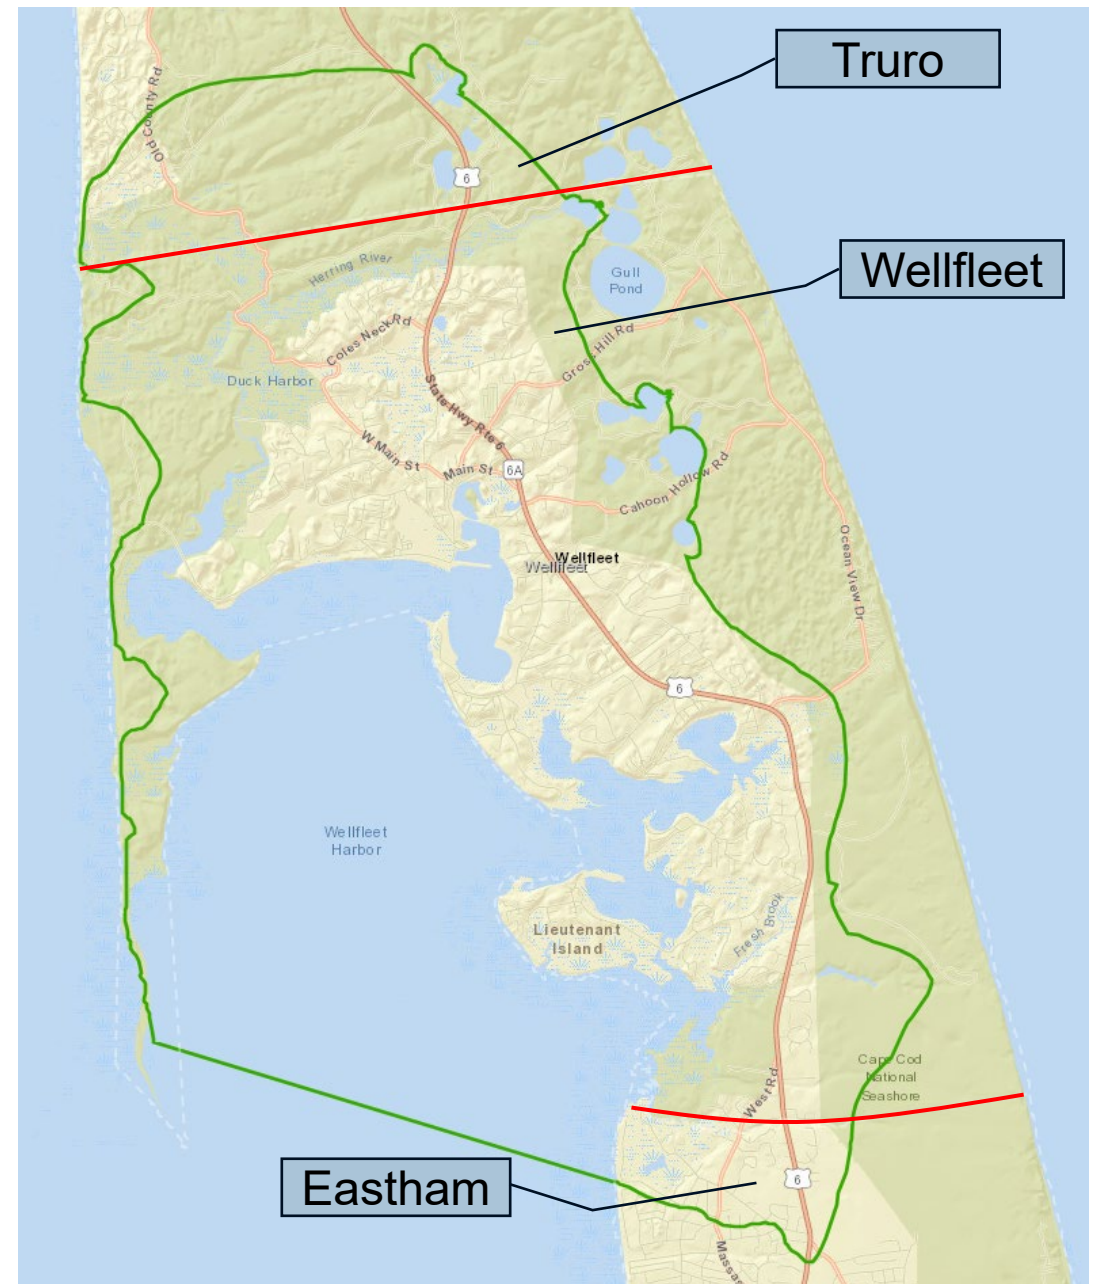 Truro
Old County Rd
6
Wellfleet
Herring River
Gull
Pond
Coles Neck Rd
Gross Hill Rd
Duck Harbor
State Hwy Rte 6
W Main St
Main St
6A
Cahoon Hollow Rd
Wellfleet
Wellfleet
Ocean View Dr
6
Wellfleet
Harbor
Lieutenant
Island
Fresh Brook
Cape Cod
National
Seashore
West Rd
Eastham
6
Massa